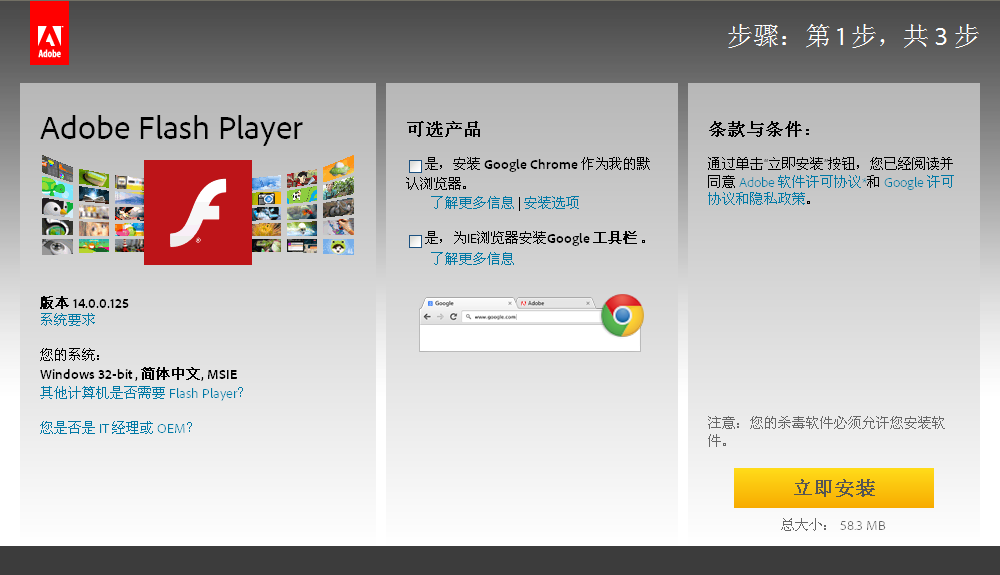 Adobe
步骤：第 1 步，共 3 步
Adobe Flash Player
版本 14.0.0.125
系统要求
您的系统:
Windows 32-bit , 简体中文, MSIE
其他计算机是否需要 Flash Player?
您是否是 IT 经理或 OEM?
可选产品
是，安装 Google Chrome 作为我的默
认浏览器。
了解更多信息 | 安装选项
是，为IE浏览器安装Google 工具栏 。
了解更多信息
Google
Adobe
www.google.com
条款与条件：
通过单击"立即安装"按钮，您已经阅读并
同意 Adobe 软件许可协议*和 Google 许可
协议和隐私政策。
注意：您的杀毒软件必须允许您安装软
件。
立即安装
总大小： 58.3 MB